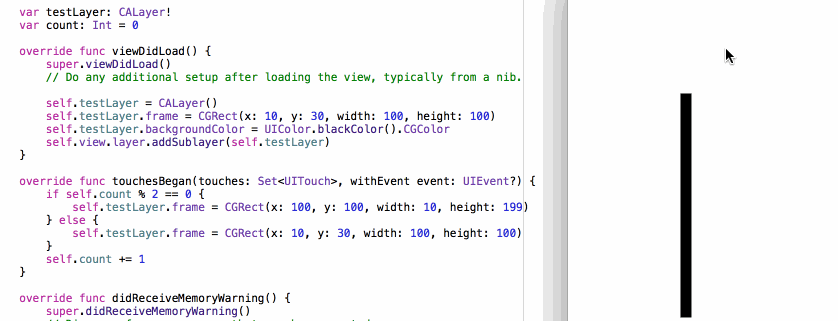 var testLayer: CALayer!
var count: Int = 0
override func viewDidLoad() {
super.viewDidLoad()
// Do any additional setup after loading the view, typically from a nib.
self.testLayer = CALayer()
self.testLayer.frame = CGRect(x: 10, y: 30, width: 100, height: 100)
self.testLayer.backgroundColor = UIColor.blackColor().CGColor
self.view.layer.addSublayer(self.testLayer)
}
override func touchesBegan(touches: Set<UITouch>, withEvent event: UIEvent?) {
if self.count % 2 == 0 {
self.testLayer.frame = CGRect(x: 100, y: 100, width: 10, height: 199)
} else {
self.testLayer.frame = CGRect(x: 10, y: 30, width: 100, height: 100)
}
self.count += 1
}
override func didReceiveMemoryWarning() {
super.didReceiveMemoryWarning()